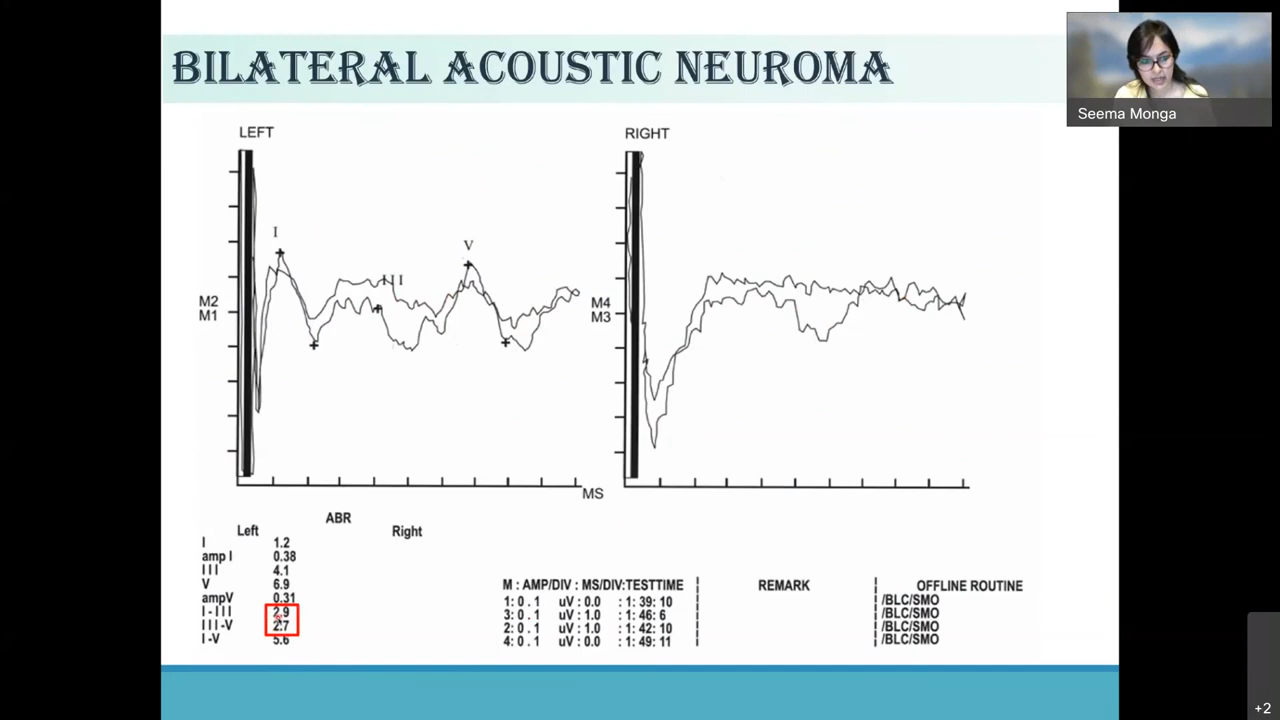 BILATERAL ACOUSTIC NEUROMA
Seema Monga
LEFT
RIGHT
I
III
V
M2
M1
M4
M3
MS
ABR
Left Right
I 1.2
amp I 0.38
III 4.1
V 6.9
ampV 0.31
I-III 2.9
III-V 2.7
I-V 5.6
M : AMP/DIV : MS/DIV:TESTTIME
1: 0.1 uV : 0.0 : 1: 39: 10
3: 0.1 uV : 1.0 : 1: 46: 6
2: 0.1 uV : 1.0 : 1: 42: 10
4: 0.1 uV : 0.0 : 1: 49: 11
REMARK
OFFLINE ROUTINE
/BLC/SMO
/BLC/SMO
/BLC/SMO
/BLC/SMO
+2